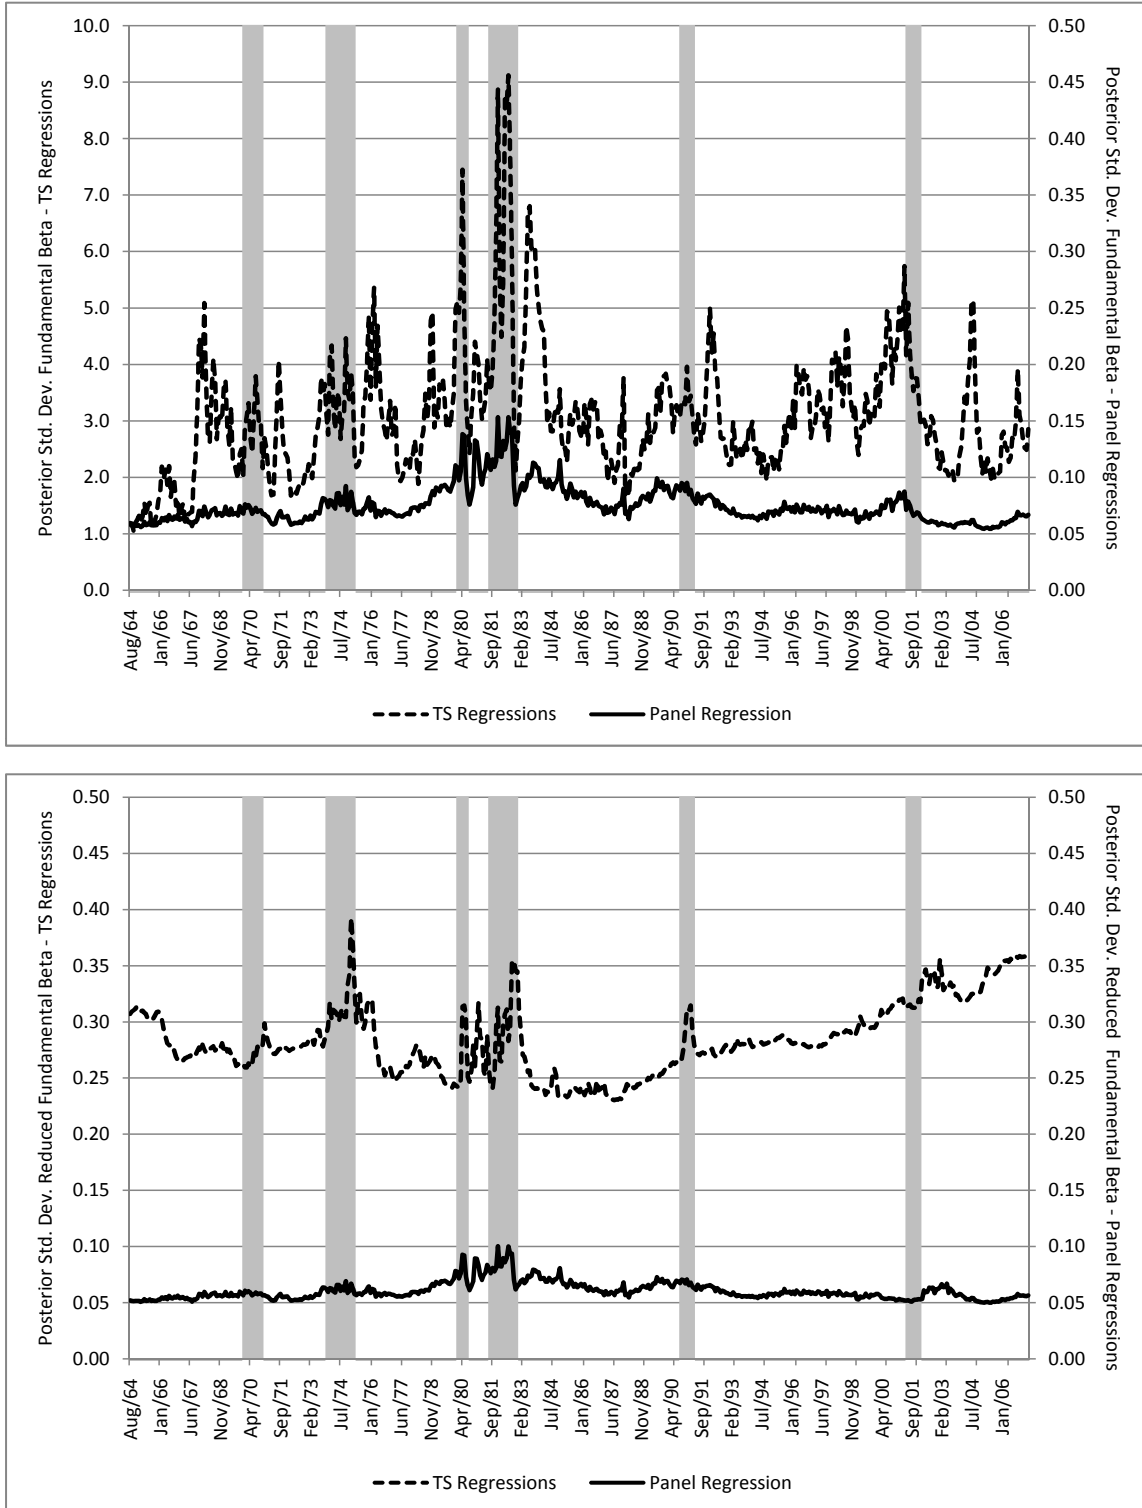 Posterior Std. Dev. Fundamental Beta - TS Regressions
10.0
9.0
8.0
7.0
6.0
5.0
4.0
3.0
2.0
1.0
0.0
0.50
0.45
0.40
0.35
0.30
0.25
0.20
0.15
0.10
0.05
0.00
Posterior Std. Dev. Fundamental Beta - Panel Regressions
Aug/64
Jan/66
Jun/67
Nov/68
Apr/70
Sep/71
Feb/73
Jul/74
Jan/76
Jun/77
Nov/78
Apr/80
Sep/81
Feb/83
Jul/84
Jan/86
Jun/87
Nov/88
Apr/90
Sep/91
Feb/93
Jul/94
Jan/96
Jun/97
Nov/98
Apr/00
Sep/01
Feb/03
Jul/04
Jan/06
TS Regressions
Panel Regression
Posterior Std. Dev. Reduced Fundamental Beta - TS Regressions
0.50
0.45
0.40
0.35
0.30
0.25
0.20
0.15
0.10
0.05
0.00
0.50
0.45
0.40
0.35
0.30
0.25
0.20
0.15
0.10
0.05
0.00
Posterior Std. Dev. Reduced Fundamental Beta - Panel Regressions
Aug/64
Jan/66
Jun/67
Nov/68
Apr/70
Sep/71
Feb/73
Jul/74
Jan/76
Jun/77
Nov/78
Apr/80
Sep/81
Feb/83
Jul/84
Jan/86
Jun/87
Nov/88
Apr/90
Sep/91
Feb/93
Jul/94
Jan/96
Jun/97
Nov/98
Apr/00
Sep/01
Feb/03
Jul/04
Jan/06
TS Regressions
Panel Regression